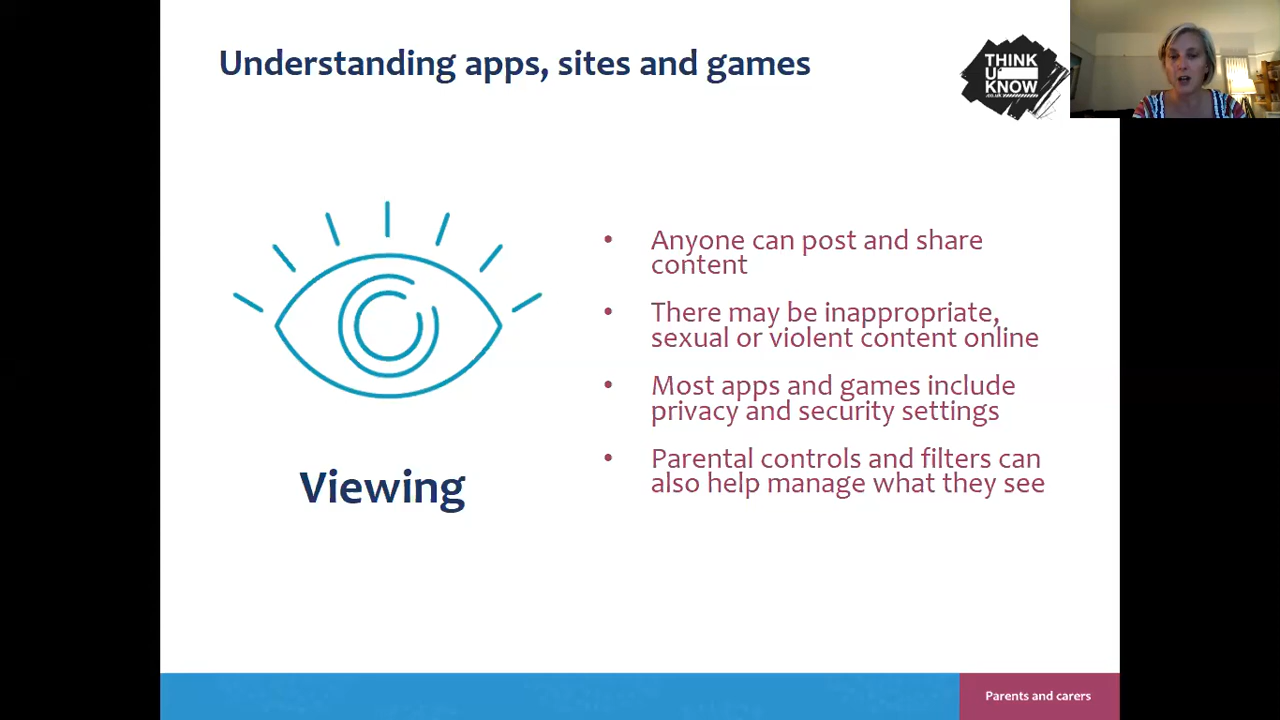 Understanding apps, sites and games
THINK
U
KNOW
.co.uk
• Anyone can post and share
content
• There may be inappropriate,
sexual or violent content online
• Most apps and games include
privacy and security settings
• Parental controls and filters can
also help manage what they see
Viewing
Parents and carers